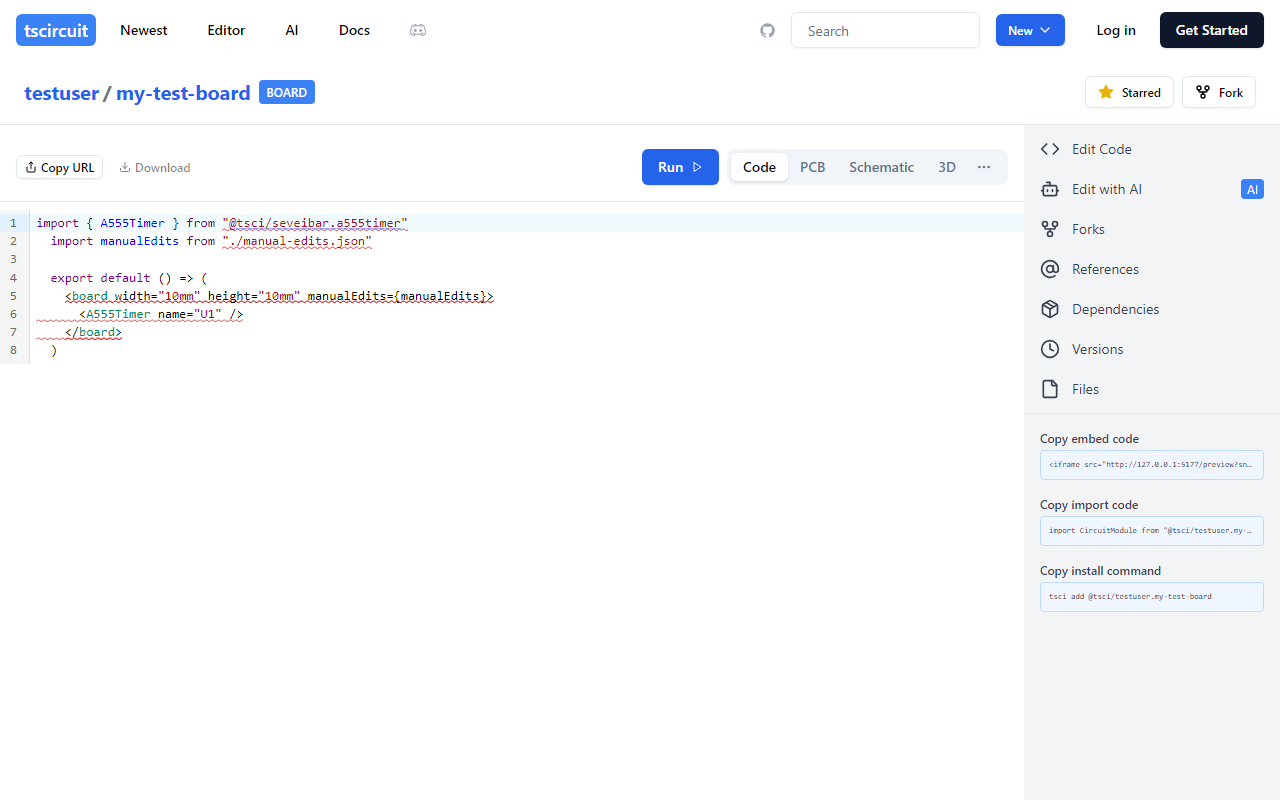 tscircuit Newest Editor AI Docs Search New Log in Get Started
testuser / my-test-board BOARD Starred Fork
Copy URL Download Run Code PCB Schematic 3D ...
1 import { A555Timer } from "@tsci/seveibar.a555timer"
2 import manualEdits from "./manual-edits.json"
3
4 export default () => (
5 <board width="10mm" height="10mm" manualEdits={manualEdits}>
6 <A555Timer name="U1" />
7 </board>
8 )
Edit Code
Edit with AI AI
Forks
References
Dependencies
Versions
Files
Copy embed code
<iframe src="http://127.0.0.1:5177/preview?sn…
Copy import code
import CircuitModule from "@tsci/testuser.my-…
Copy install command
tsci add @tsci/testuser.my-test-board